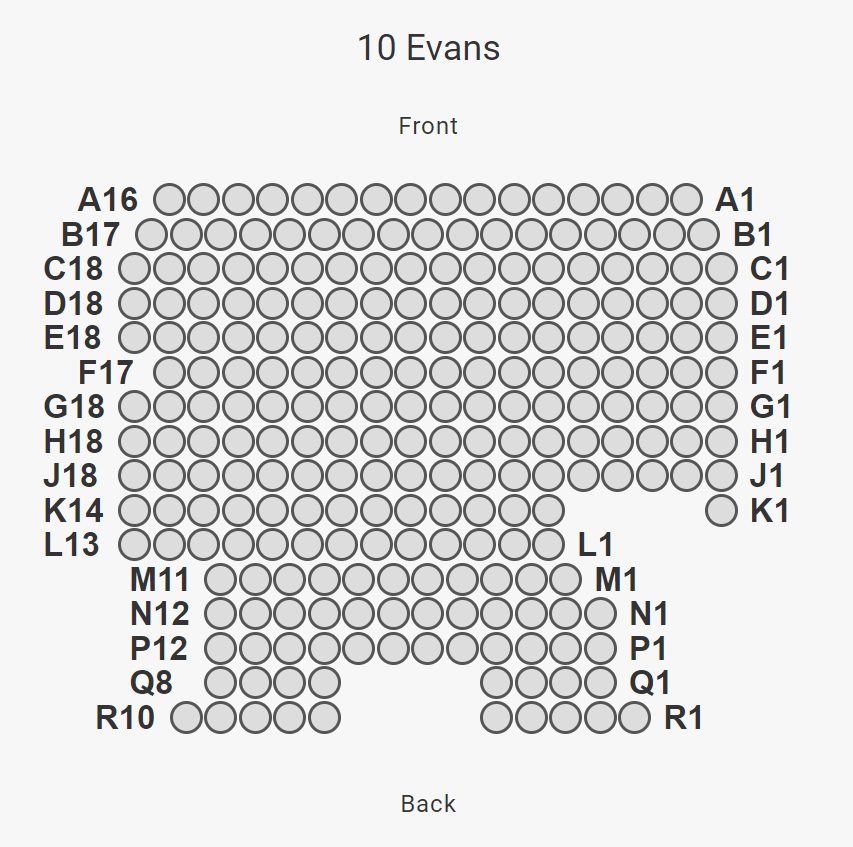 10 Evans
Front
A16 A1
B17 B1
C18 C1
D18 D1
E18 E1
F17 F1
G18 G1
H18 H1
J18 J1
K14 K1
L13 L1
M11 M1
N12 N1
P12 P1
Q8 Q1
R10 R1
Back